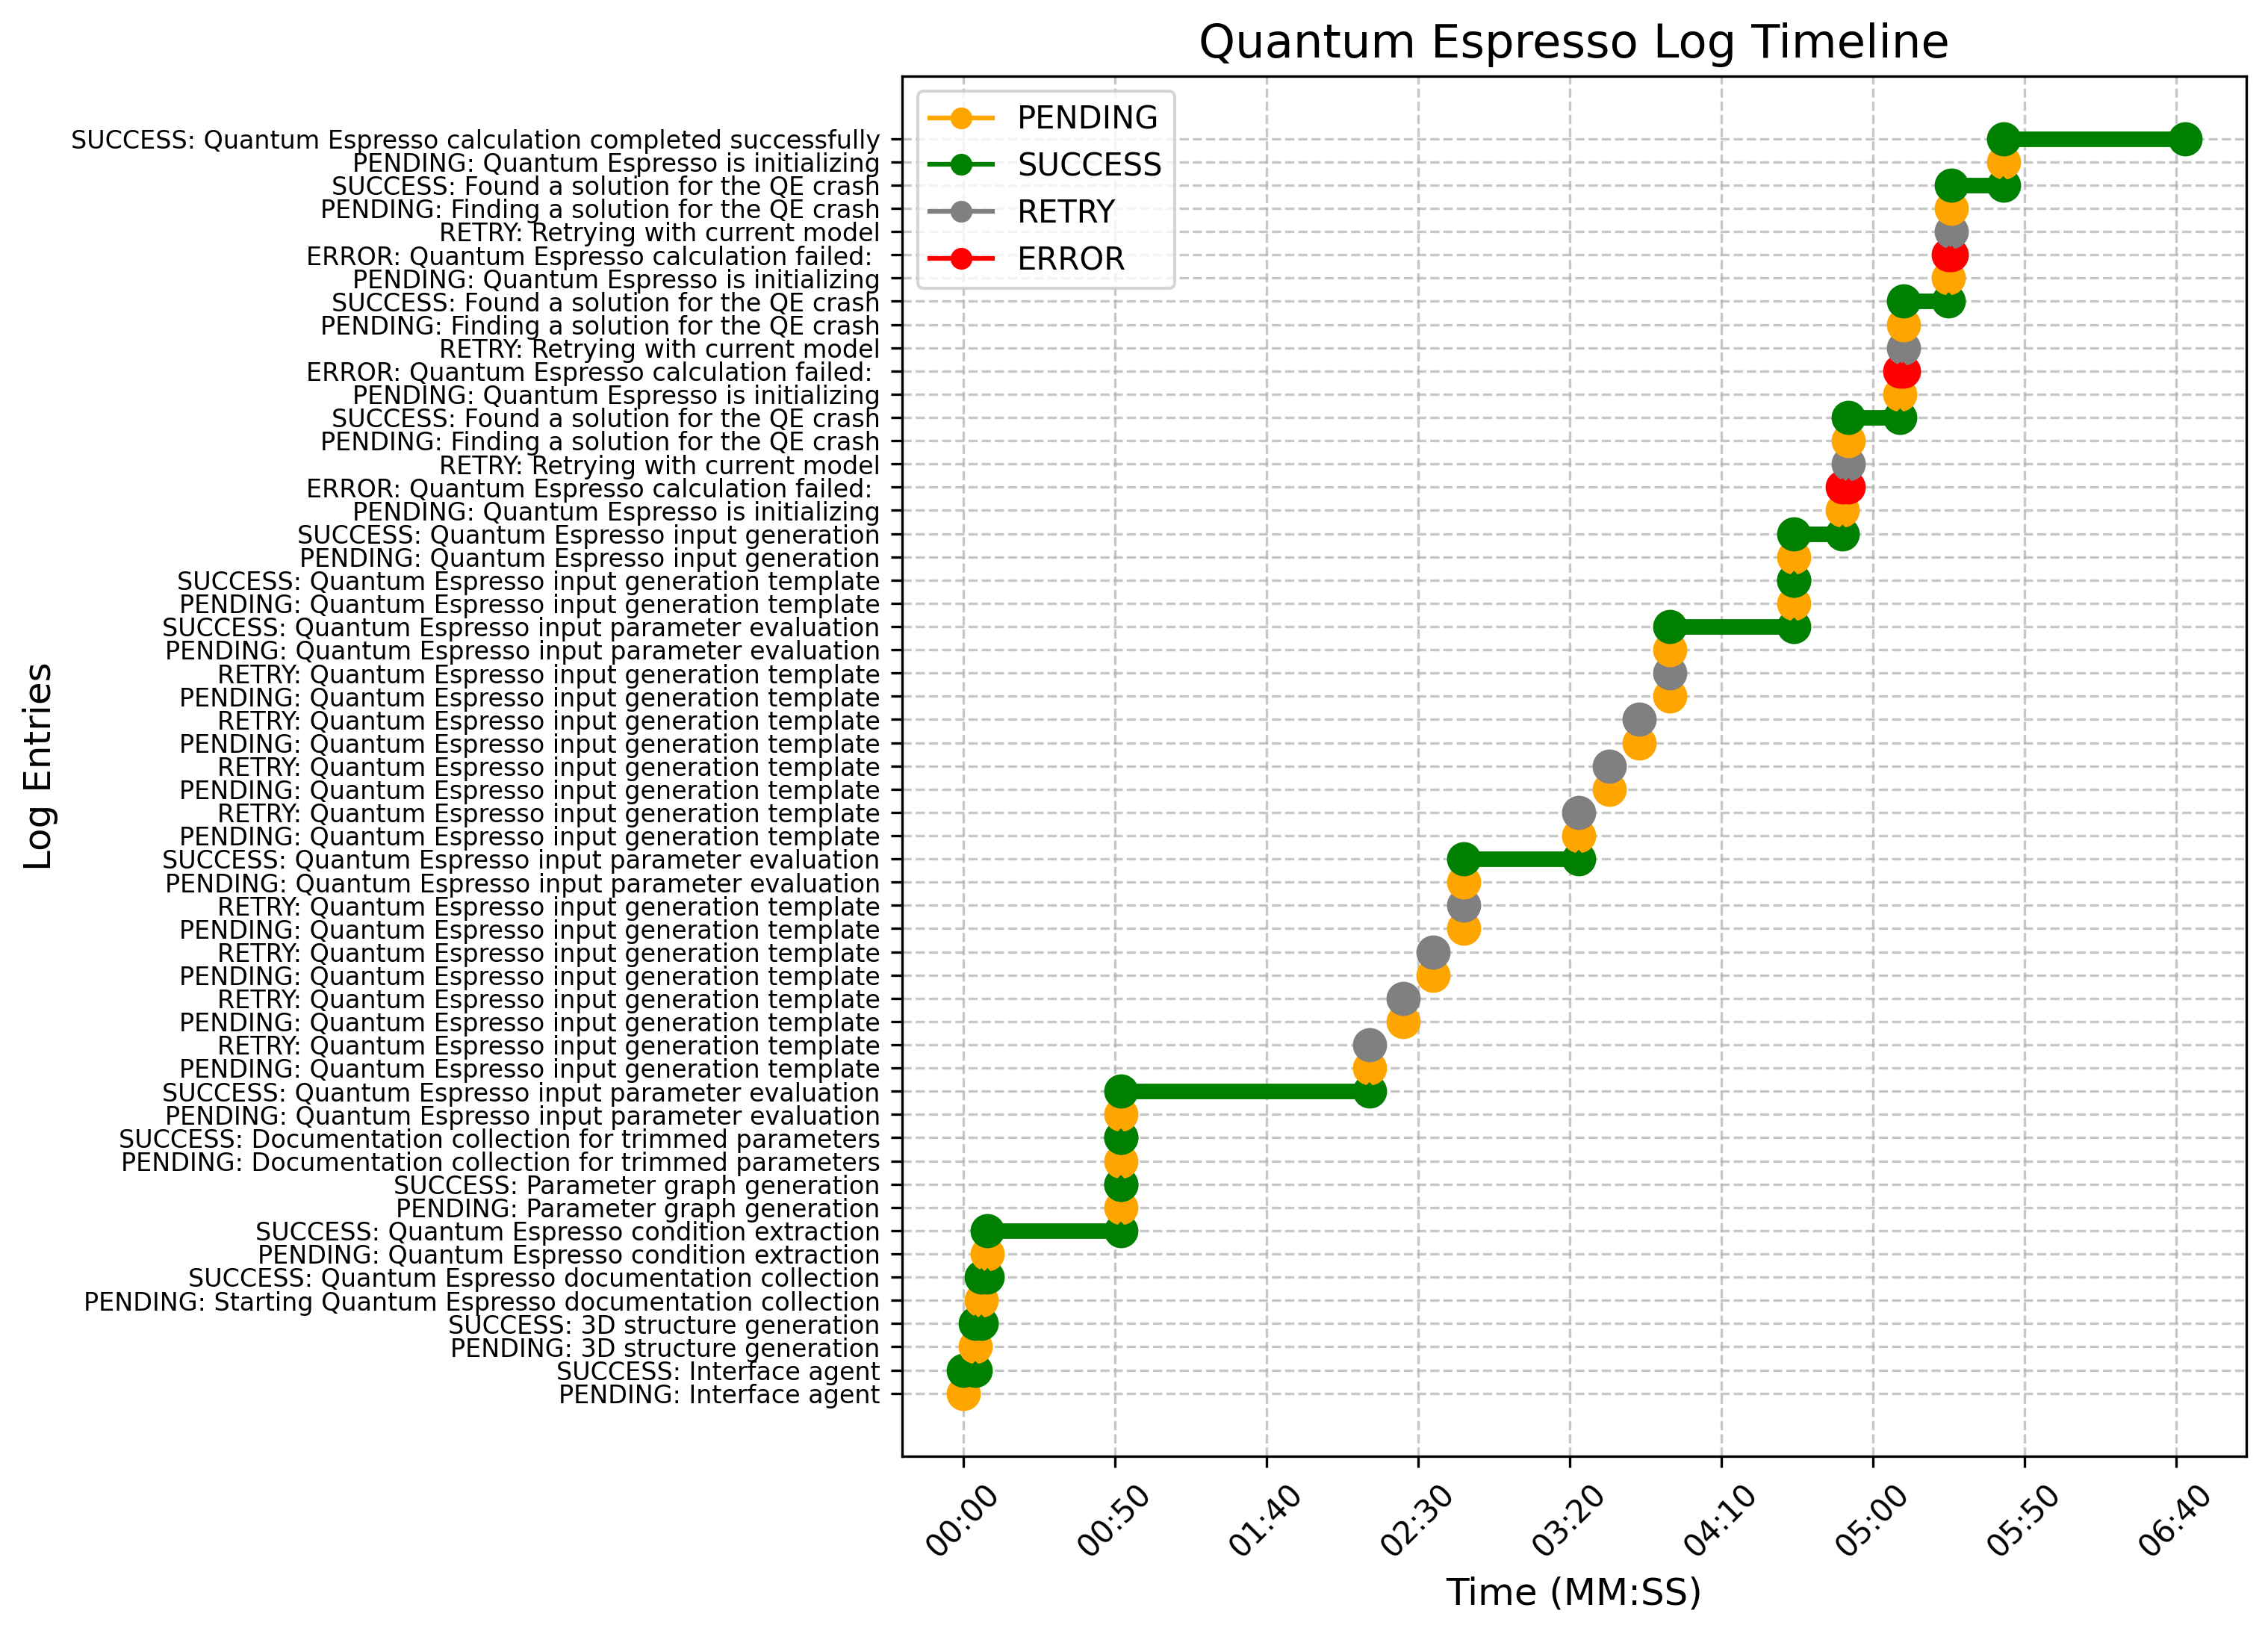 Quantum Espresso Log Timeline
PENDING
SUCCESS
RETRY
ERROR
SUCCESS: Quantum Espresso calculation completed successfully
PENDING: Quantum Espresso is initializing
SUCCESS: Found a solution for the QE crash
PENDING: Finding a solution for the QE crash
RETRY: Retrying with current model
ERROR: Quantum Espresso calculation failed:
PENDING: Quantum Espresso is initializing
SUCCESS: Found a solution for the QE crash
PENDING: Finding a solution for the QE crash
RETRY: Retrying with current model
ERROR: Quantum Espresso calculation failed:
PENDING: Quantum Espresso is initializing
SUCCESS: Found a solution for the QE crash
PENDING: Finding a solution for the QE crash
RETRY: Retrying with current model
ERROR: Quantum Espresso calculation failed:
PENDING: Quantum Espresso is initializing
SUCCESS: Quantum Espresso input generation
PENDING: Quantum Espresso input generation
SUCCESS: Quantum Espresso input generation template
PENDING: Quantum Espresso input generation template
SUCCESS: Quantum Espresso input parameter evaluation
PENDING: Quantum Espresso input parameter evaluation
RETRY: Quantum Espresso input generation template
PENDING: Quantum Espresso input generation template
RETRY: Quantum Espresso input generation template
PENDING: Quantum Espresso input generation template
RETRY: Quantum Espresso input generation template
PENDING: Quantum Espresso input generation template
RETRY: Quantum Espresso input generation template
PENDING: Quantum Espresso input generation template
SUCCESS: Quantum Espresso input parameter evaluation
PENDING: Quantum Espresso input parameter evaluation
RETRY: Quantum Espresso input generation template
PENDING: Quantum Espresso input generation template
RETRY: Quantum Espresso input generation template
PENDING: Quantum Espresso input generation template
RETRY: Quantum Espresso input generation template
PENDING: Quantum Espresso input generation template
RETRY: Quantum Espresso input generation template
PENDING: Quantum Espresso input generation template
SUCCESS: Quantum Espresso input parameter evaluation
PENDING: Quantum Espresso input parameter evaluation
SUCCESS: Documentation collection for trimmed parameters
PENDING: Documentation collection for trimmed parameters
SUCCESS: Parameter graph generation
PENDING: Parameter graph generation
SUCCESS: Quantum Espresso condition extraction
PENDING: Quantum Espresso condition extraction
SUCCESS: Quantum Espresso documentation collection
PENDING: Starting Quantum Espresso documentation collection
SUCCESS: 3D structure generation
PENDING: 3D structure generation
SUCCESS: Interface agent
PENDING: Interface agent
Log Entries
00:00
00:50
01:40
02:30
03:20
04:10
05:00
05:50
06:40
Time (MM:SS)